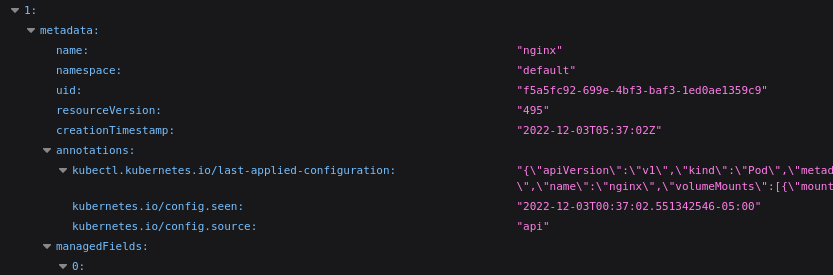 1:
metadata:
name: "nginx"
namespace: "default"
uid: "f5a5fc92-699e-4bf3-baf3-1ed0ae1359c9"
resourceVersion: "495"
creationTimestamp: "2022-12-03T05:37:02Z"
annotations:
kubectl.kubernetes.io/last-applied-configuration: "{\"apiVersion\":\"v1\",\"kind\":\"Pod\",\"metad
\",\"name\":\"nginx\",\"volumeMounts\":[{\"mount
kubernetes.io/config.seen: "2022-12-03T00:37:02.551342546-05:00"
kubernetes.io/config.source: "api"
managedFields:
0: